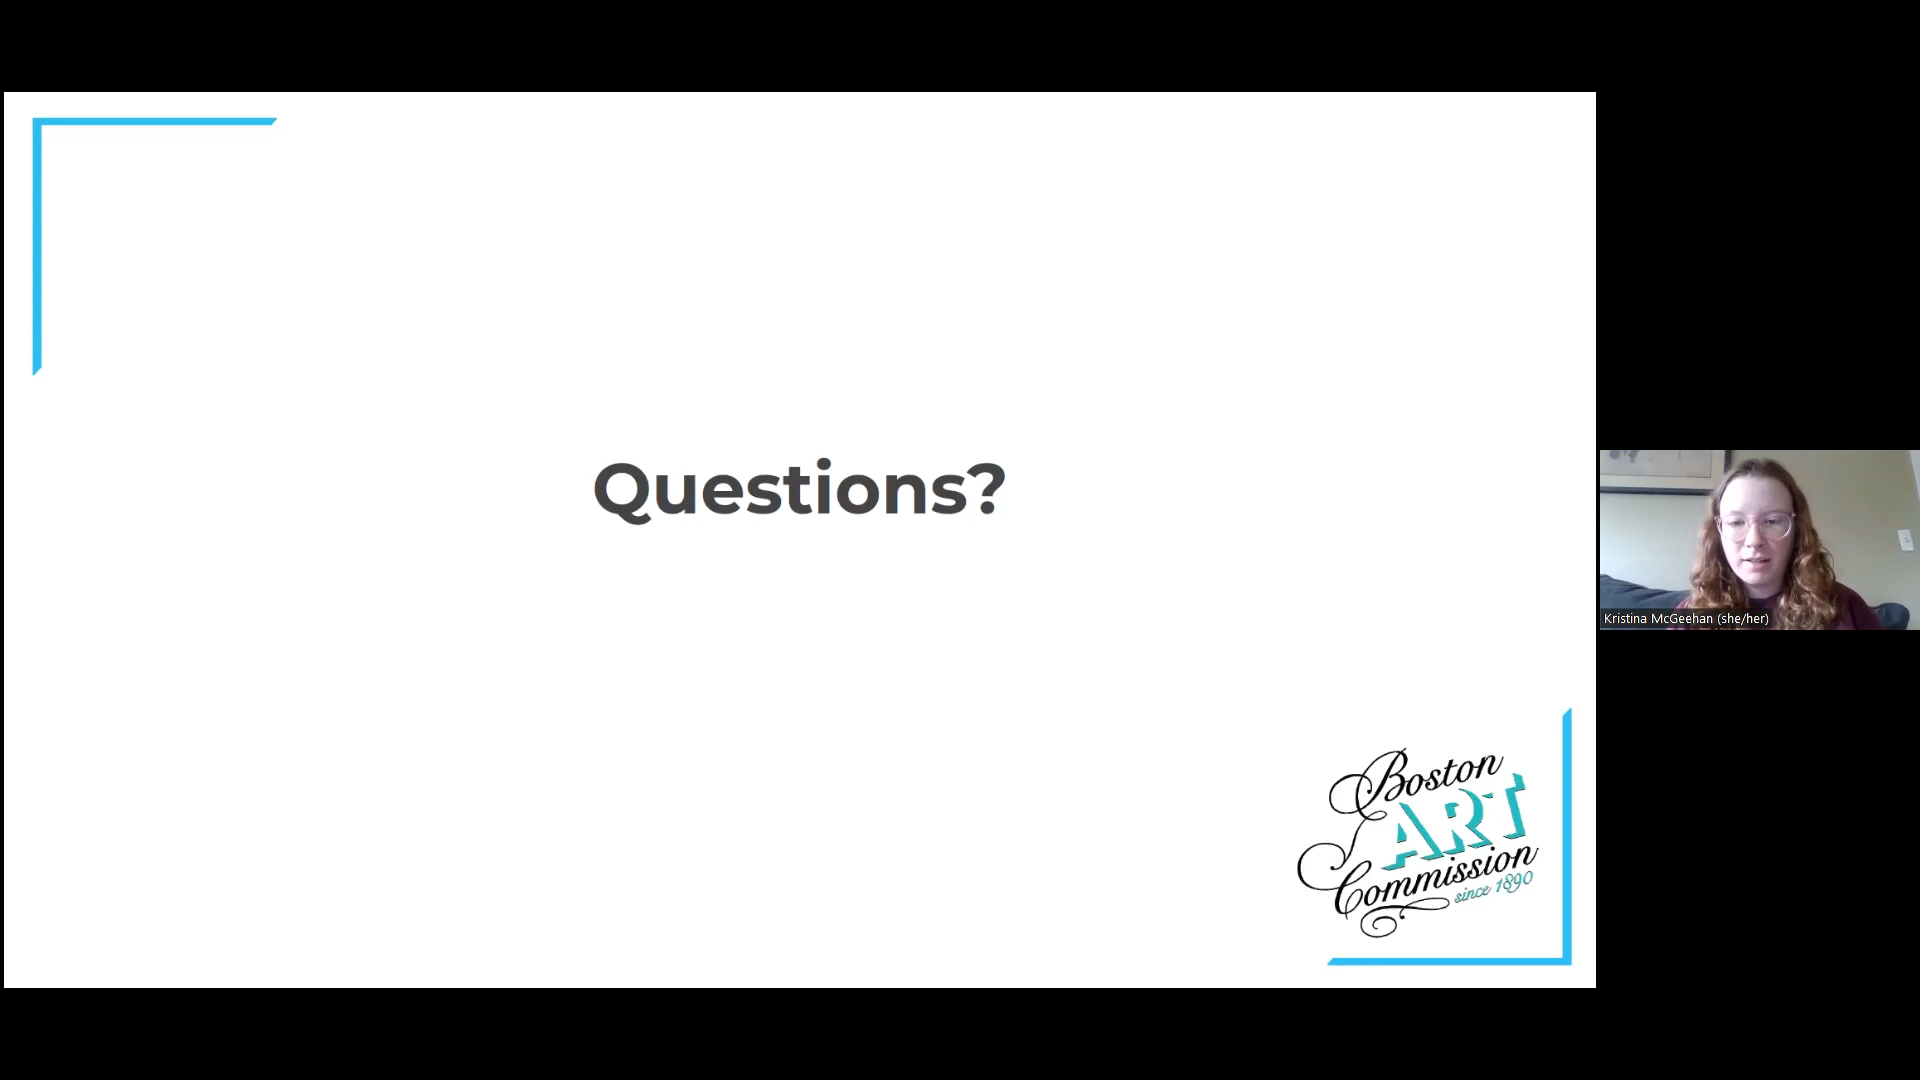 Questions?
Kristina McGeehan (she/her)
Boston
ART
Commission
since 1890